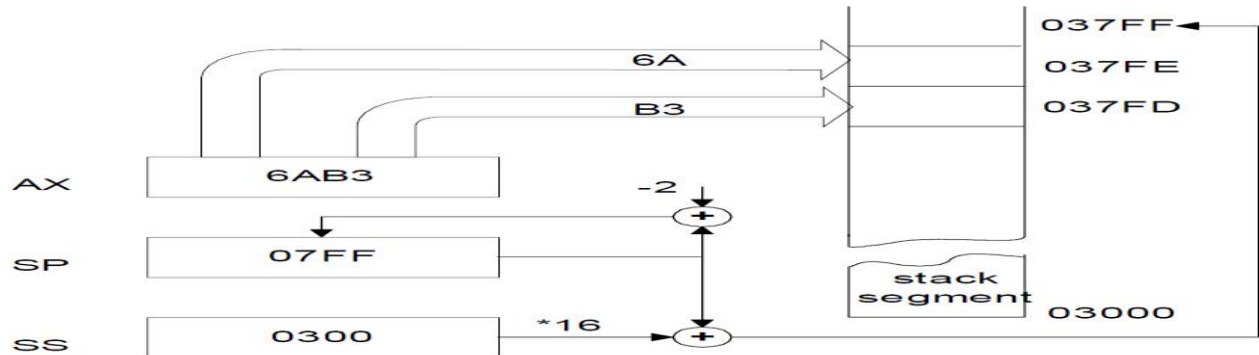 037FF
6A
037FE
B3
037FD
AX
6AB3
-2
+
SP
07FF
stack
segment
03000
SS
0300
*16
+